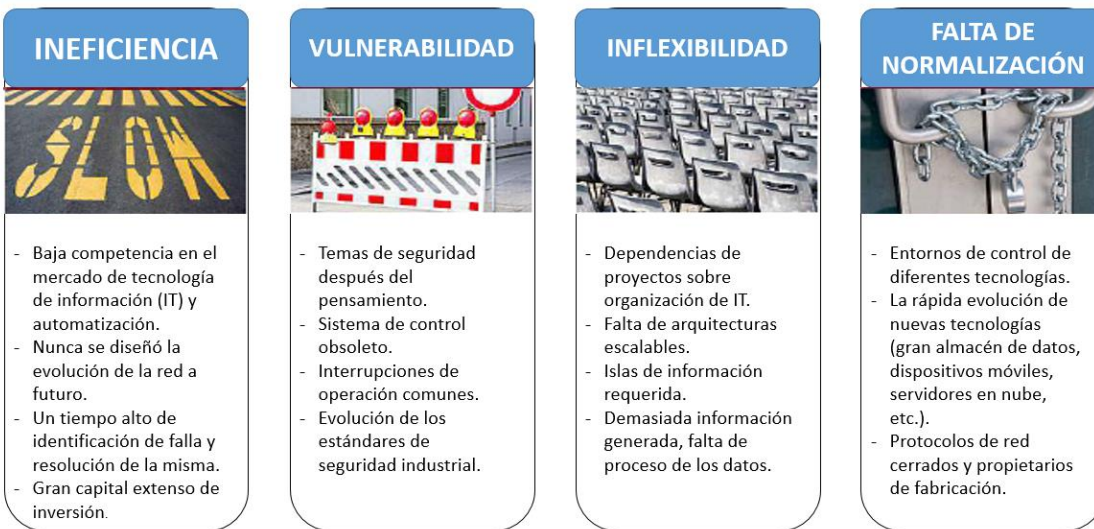 INEFICIENCIA
SLOW
- Baja competencia en el
mercado de tecnología
de información (IT) y
automatización.
- Nunca se diseñó la
evolución de la red a
futuro.
- Un tiempo alto de
identificación de falla y
resolución de la misma.
- Gran capital extenso de
inversión.
VULNERABILIDAD
- Temas de seguridad
después del
pensamiento.
- Sistema de control
obsoleto.
- Interrupciones de
operación comunes.
- Evolución de los
estándares de
seguridad industrial.
INFLEXIBILIDAD
- Dependencias de
proyectos sobre
organización de IT.
- Falta de arquitecturas
escalables.
- Islas de información
requerida.
- Demasiada información
generada, falta de
proceso de los datos.
FALTA DE
NORMALIZACIÓN
- Entornos de control de
diferentes tecnologías.
- La rápida evolución de
nuevas tecnologías
(gran almacén de datos,
dispositivos móviles,
servidores en nube,
etc.).
- Protocolos de red
cerrados y propietarios
de fabricación.